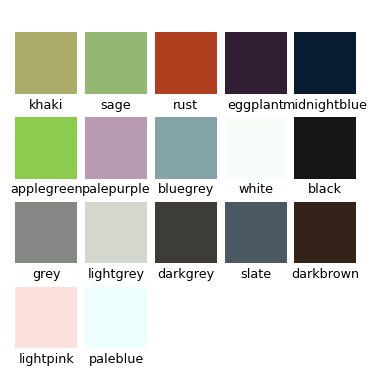 khaki sage rust eggplant midnightblue
applegreen palepurple bluegrey white black
grey lightgrey darkgrey slate darkbrown
lightpink paleblue